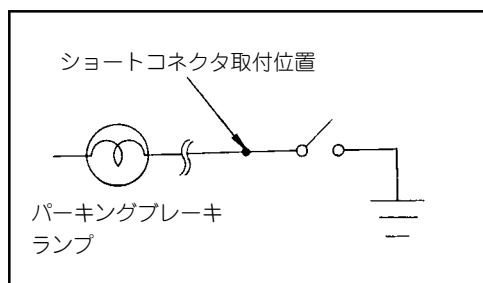 ショートコネクタ取付位置
パーキングブレーキ
ランプ